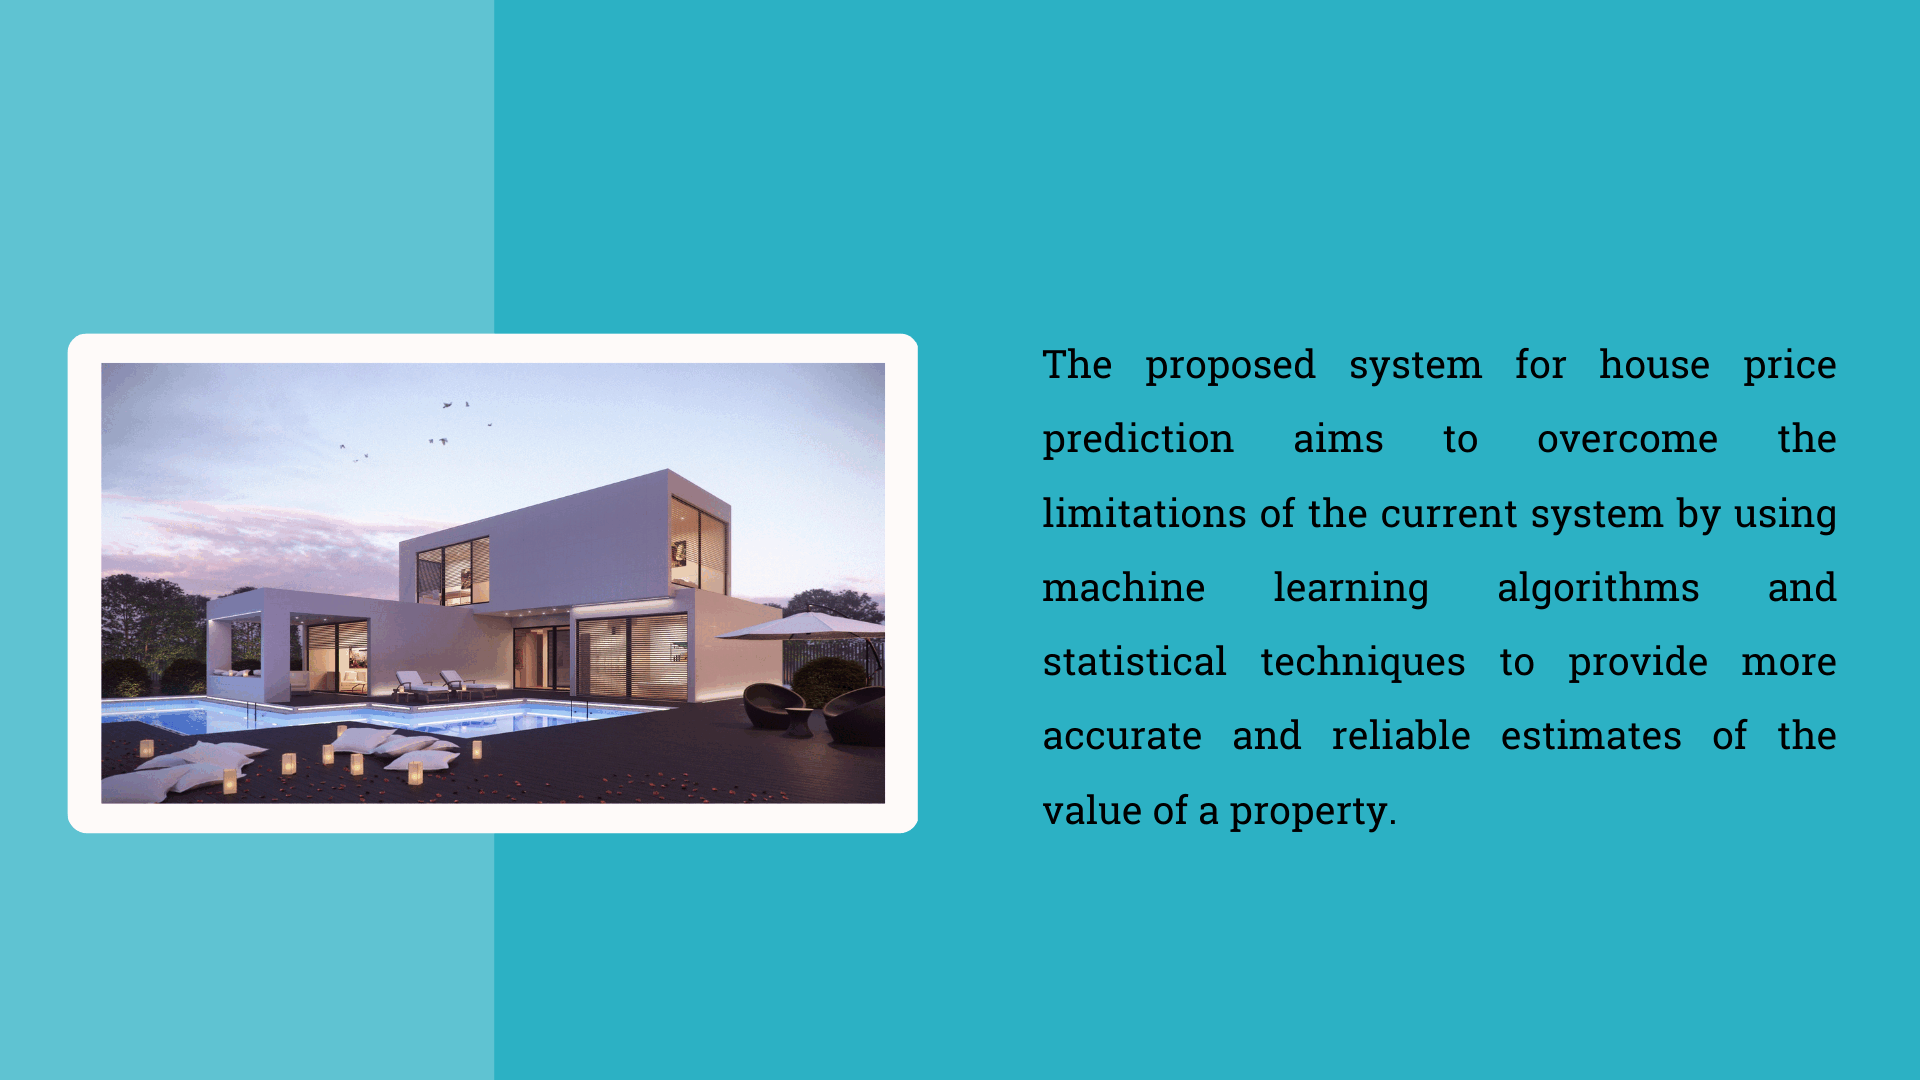 The proposed system for house price
prediction aims to overcome the
limitations of the current system by using
machine learning algorithms and
statistical techniques to provide more
accurate and reliable estimates of the
value of a property.